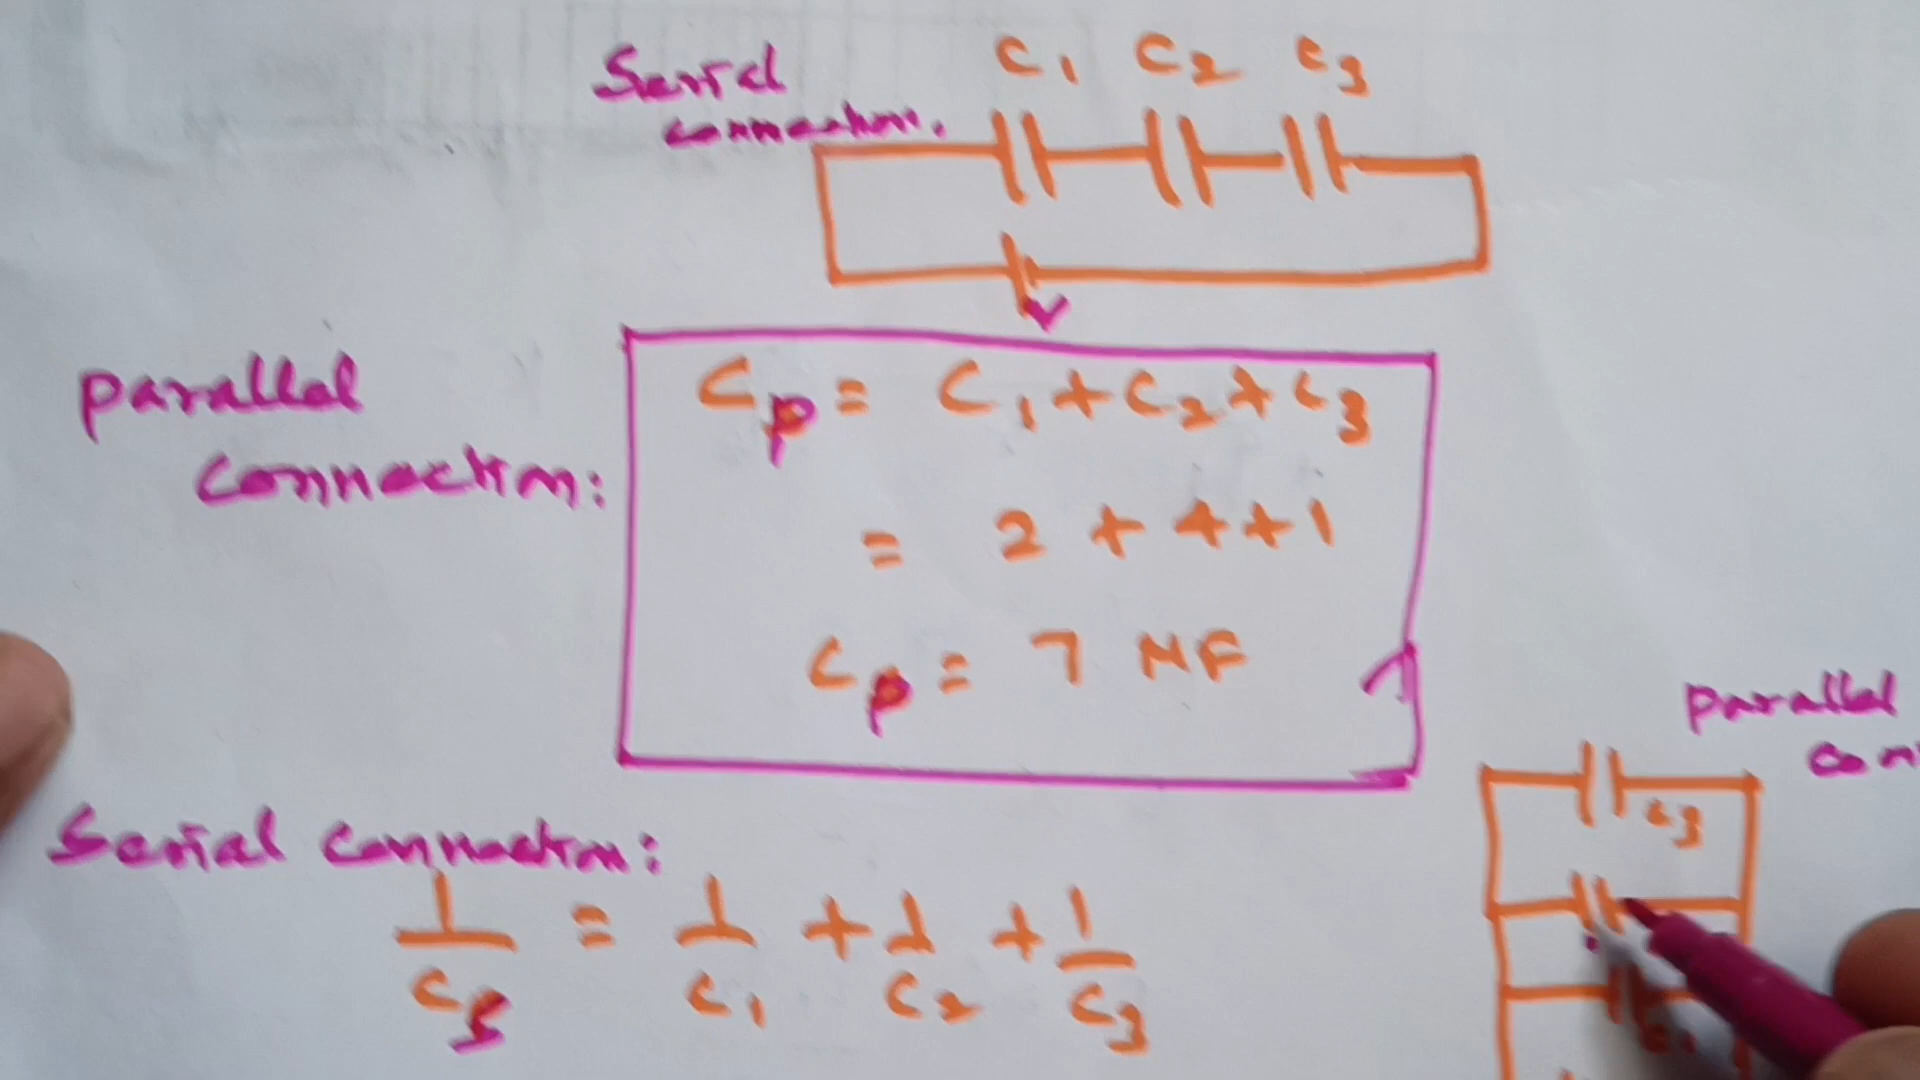 C1 C2 C3
Serial
connection.
Parallel
connection:
Cp = C1 + C2 + C3
= 2 + 4 + 1
Cp = 7 MF
Parallel
con
C3
Serial connection:
1/Cs = 1/C1 + 1/C2 + 1/C3